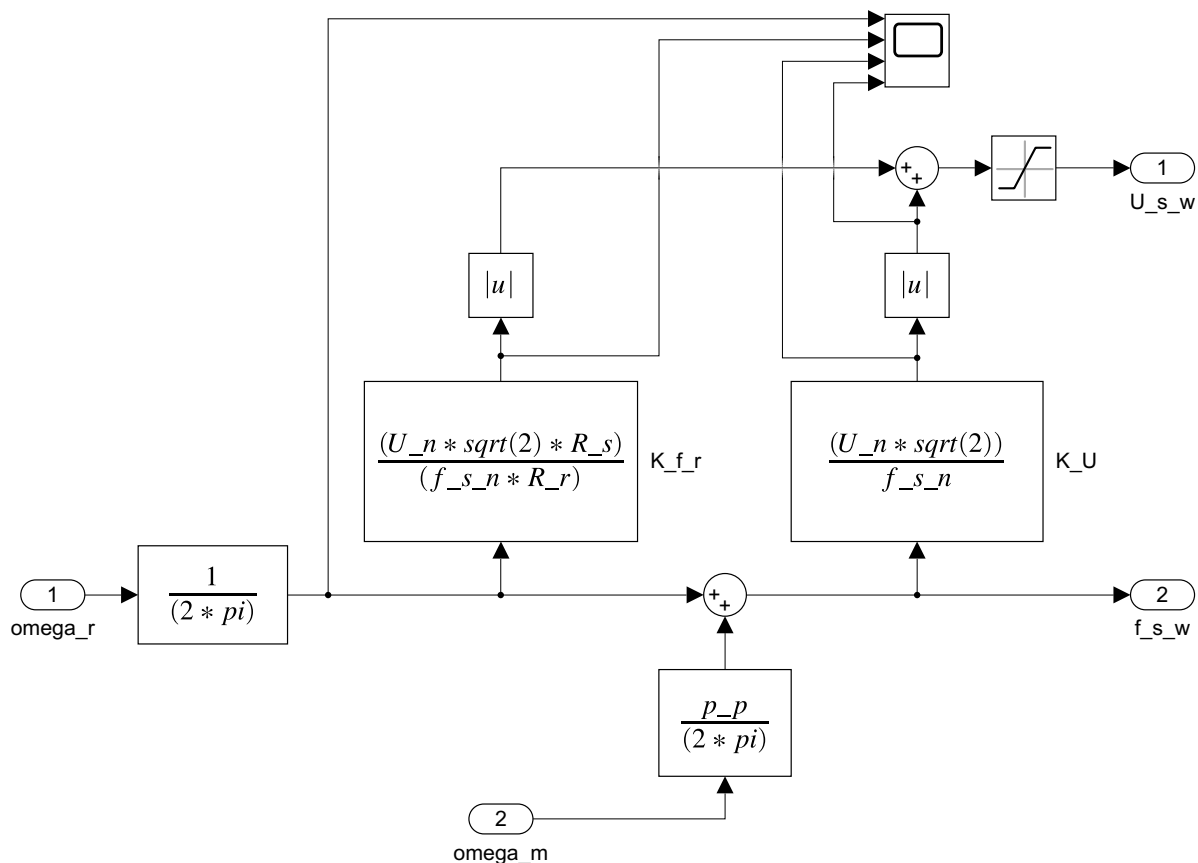 +
+
1
U_s_w
|u|
|u|
(U_n * sqrt(2) * R_s)
(f_s_n * R_r)
K_f_r
(U_n * sqrt(2))
f_s_n
K_U
1
omega_r
1
(2 * pi)
+
+
2
f_s_w
p_p
(2 * pi)
2
omega_m